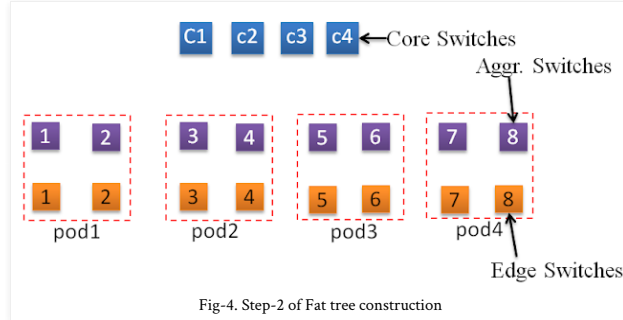 C1 c2 c3 c4 Core Switches
Aggr. Switches
1 2 3 4 5 6 7 8
1 2 3 4 5 6 7 8
pod1 pod2 pod3 pod4
Edge Switches
Fig-4. Step-2 of Fat tree construction